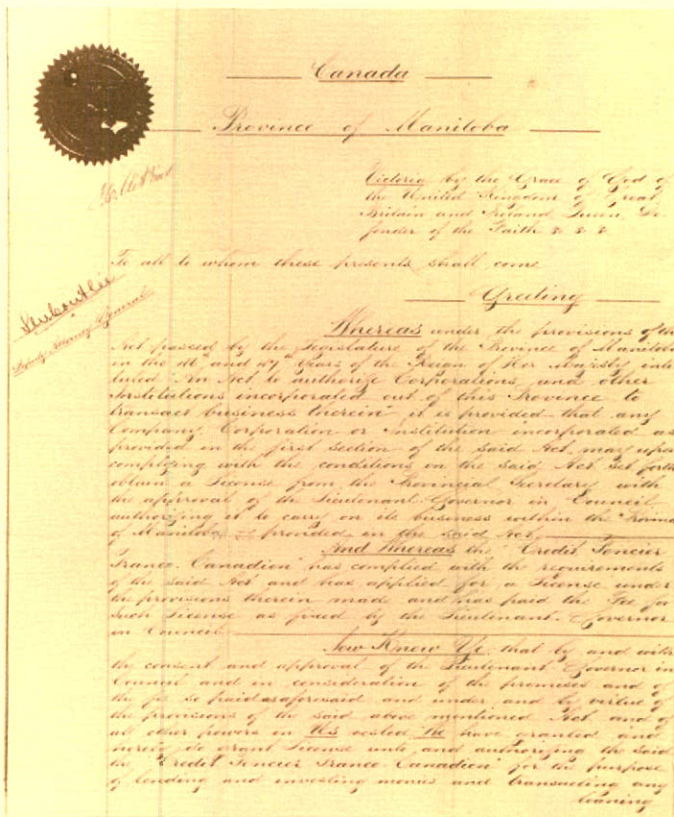 Canada
Province of Manitoba
Victoria by the Grace of God of
the United Kingdom of Great
Britain and Ireland Queen, De-
fender of the Faith & & &
To all to whom these presents shall come
Greeting
Deputy Attorney General
Whereas under the provisions of the
Act passed by the Legislature of the Province of Manitoba
in the 46th and 47th Years of the Reign of Her Majesty inti-
tuled "An Act to authorize Corporations and other
Institutions incorporated out of this Province to
transact business therein" it is provided that any
Company, Corporation or Institution incorporated as
provided in the first section of the said Act, may upon
complying with the conditions in the said Act set forth
obtain a License from the Provincial Secretary with
the approval of the Lieutenant Governor in Council
authorizing it to carry on its business within the Province
of Manitoba as provided in the said Act.
And Whereas the "Credit Foncier
Franco-Canadien" has complied with the requirements
of the said Act and has applied for a License under
the provisions therein made and has paid the Fee for
such License as fixed by the Lieutenant-Governor
in Council
Now Know Ye, that by and with
the consent and approval of the Lieutenant Governor in
Council and in consideration of the premises and of
the fee so paid as aforesaid and under and by virtue of
the provisions of the said above mentioned Act and of
all other powers in Us vested We have granted and
hereby do grant License unto and authorizing the said
the "Credit Foncier Franco-Canadien" for the purpose
of lending and investing monies and transacting any
loaning